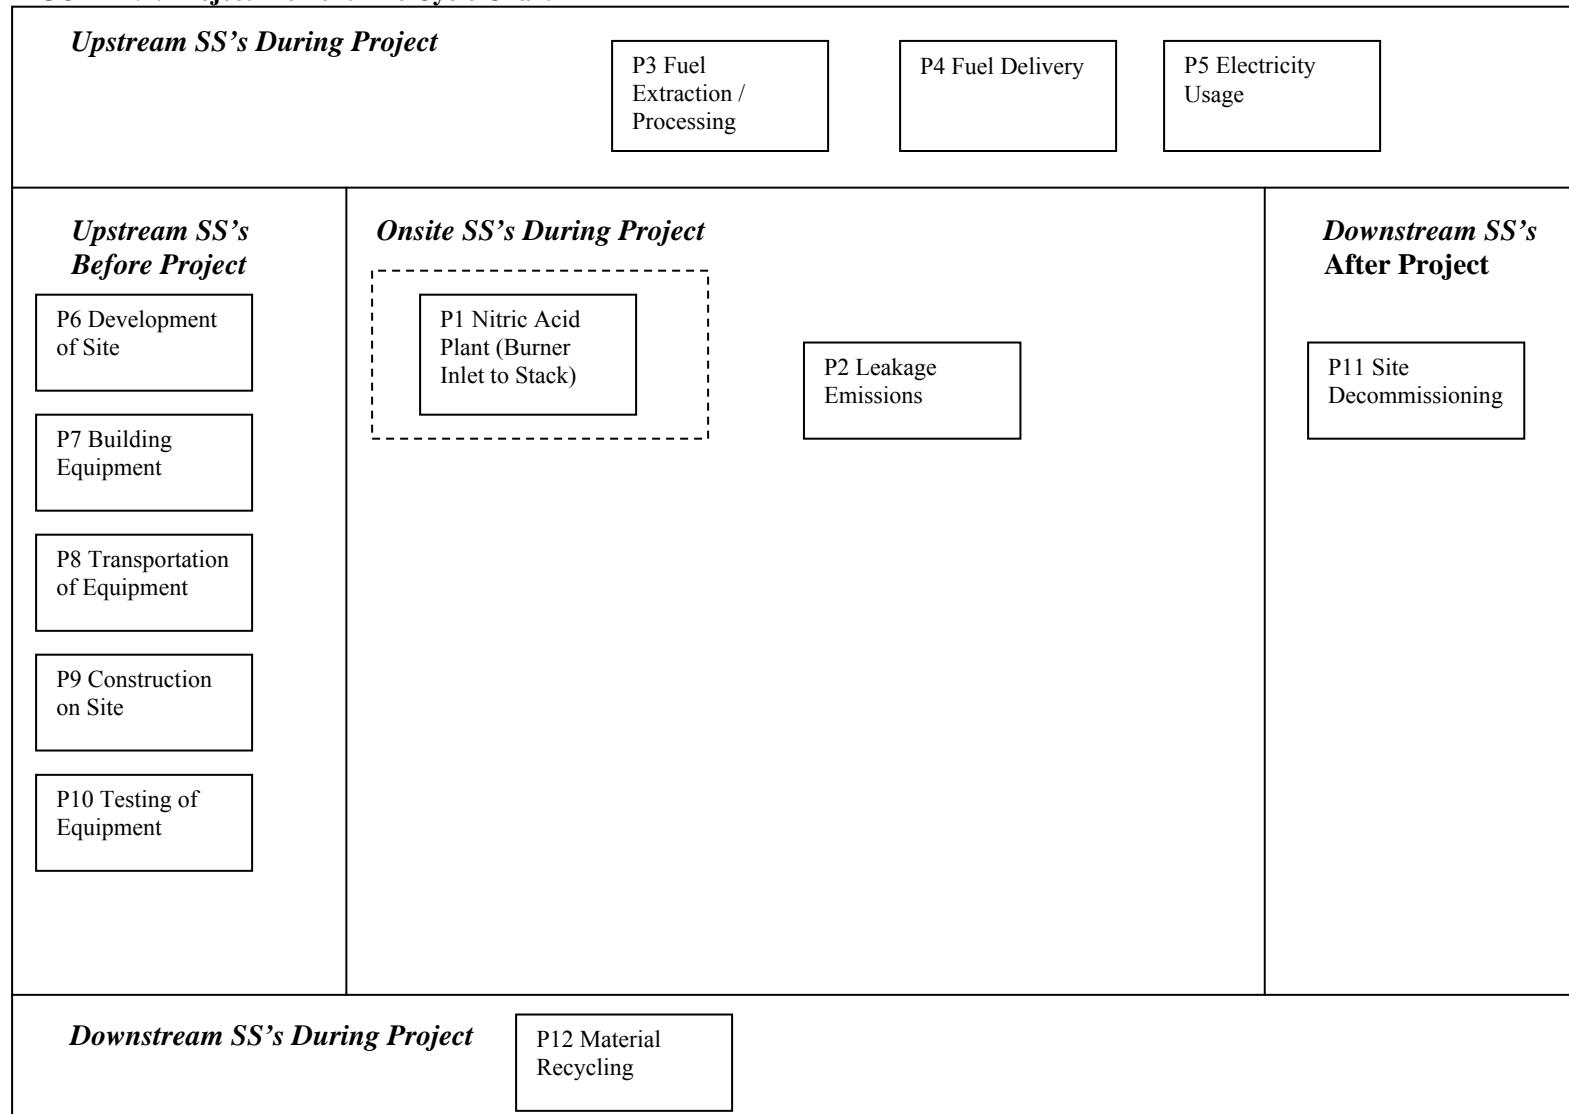 Upstream SS’s During Project
P3 Fuel
Extraction /
Processing
P4 Fuel Delivery
P5 Electricity
Usage
Upstream SS’s
Before Project
P6 Development
of Site
P7 Building
Equipment
P8 Transportation
of Equipment
P9 Construction
on Site
P10 Testing of
Equipment
Onsite SS’s During Project
P1 Nitric Acid
Plant (Burner
Inlet to Stack)
P2 Leakage
Emissions
Downstream SS’s
After Project
P11 Site
Decommissioning
Downstream SS’s During Project
P12 Material
Recycling